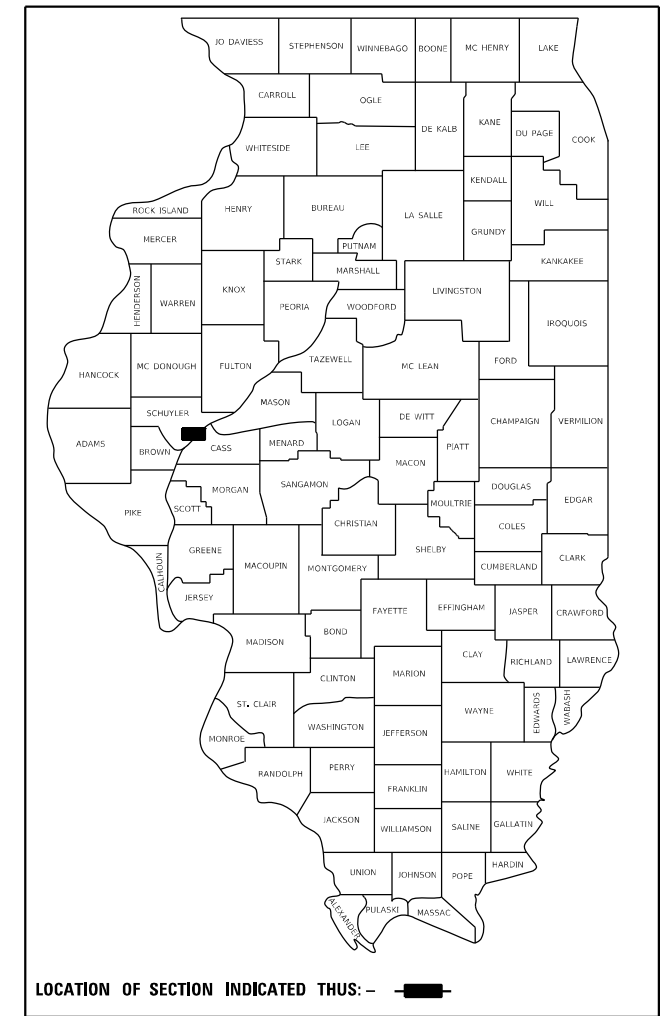 JO DAVIESS STEPHENSON WINNEBAGO BOONE MC HENRY LAKE
CARROLL OGLE
DE KALB KANE DU PAGE COOK
WHITESIDE LEE
KENDALL
ROCK ISLAND HENRY BUREAU LA SALLE WILL
MERCER PUTNAM GRUNDY
STARK MARSHALL KANKAKEE
HENDERSON WARREN KNOX PEORIA WOODFORD LIVINGSTON
IROQUOIS
HANCOCK MC DONOUGH FULTON TAZEWELL MC LEAN FORD
MASON
SCHUYLER LOGAN DE WITT CHAMPAIGN VERMILION
ADAMS BROWN CASS MENARD PIATT
MACON
MORGAN SANGAMON DOUGLAS EDGAR
PIKE SCOTT CHRISTIAN MOULTRIE COLES
GREENE SHELBY
CALHOUN MACOUPIN MONTGOMERY CUMBERLAND CLARK
JERSEY FAYETTE EFFINGHAM JASPER CRAWFORD
MADISON BOND
CLAY RICHLAND LAWRENCE
CLINTON MARION
ST. CLAIR WAYNE EDWARDS WABASH
WASHINGTON JEFFERSON
MONROE
RANDOLPH PERRY HAMILTON WHITE
FRANKLIN
JACKSON WILLIAMSON SALINE GALLATIN
UNION JOHNSON POPE HARDIN
ALEXANDER PULASKI MASSAC
LOCATION OF SECTION INDICATED THUS: –